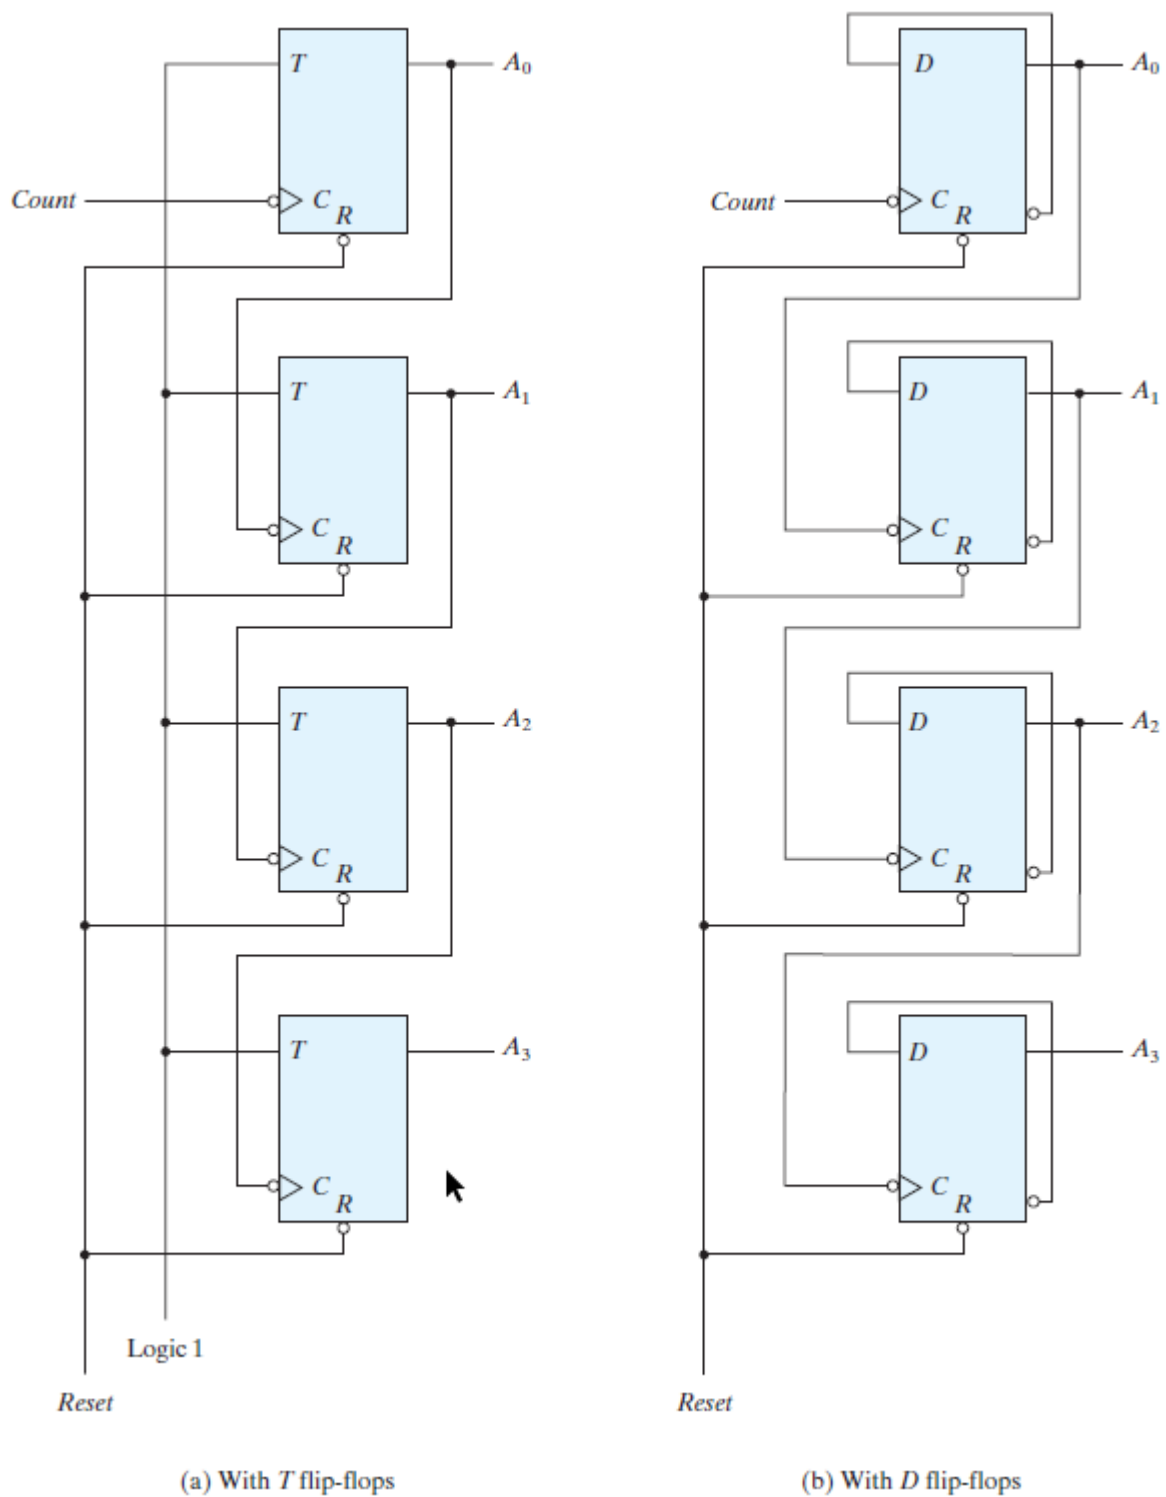 T
A0
Count
C
R
T
A1
C
R
T
A2
C
R
T
A3
C
R
Logic 1
Reset
(a) With T flip-flops
D
A0
Count
C
R
D
A1
C
R
D
A2
C
R
D
A3
C
R
Reset
(b) With D flip-flops